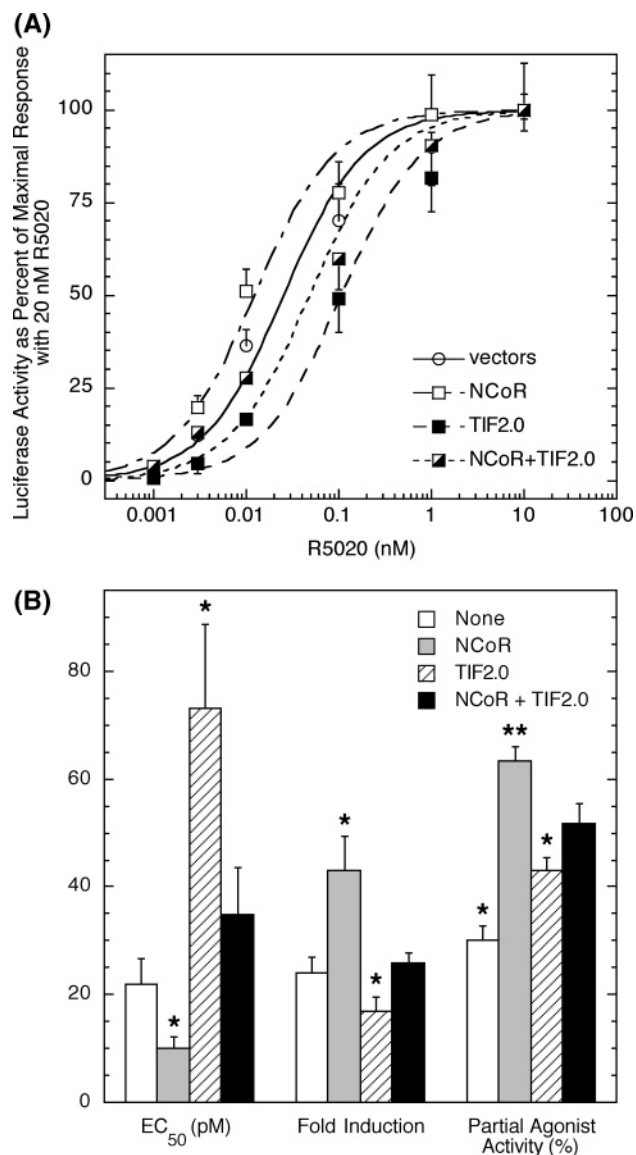 (A)
Luciferase Activity as Percent of Maximal Response
with 20 nM R5020
100
75
50
25
0
vectors
NCoR
TIF2.0
NCoR+TIF2.0
0.001
0.01
0.1
1
10
100
R5020 (nM)
(B)
80
60
40
20
0
None
NCoR
TIF2.0
NCoR + TIF2.0
*
*
*
*
*
**
*
EC50 (pM)
Fold Induction
Partial Agonist
Activity (%)